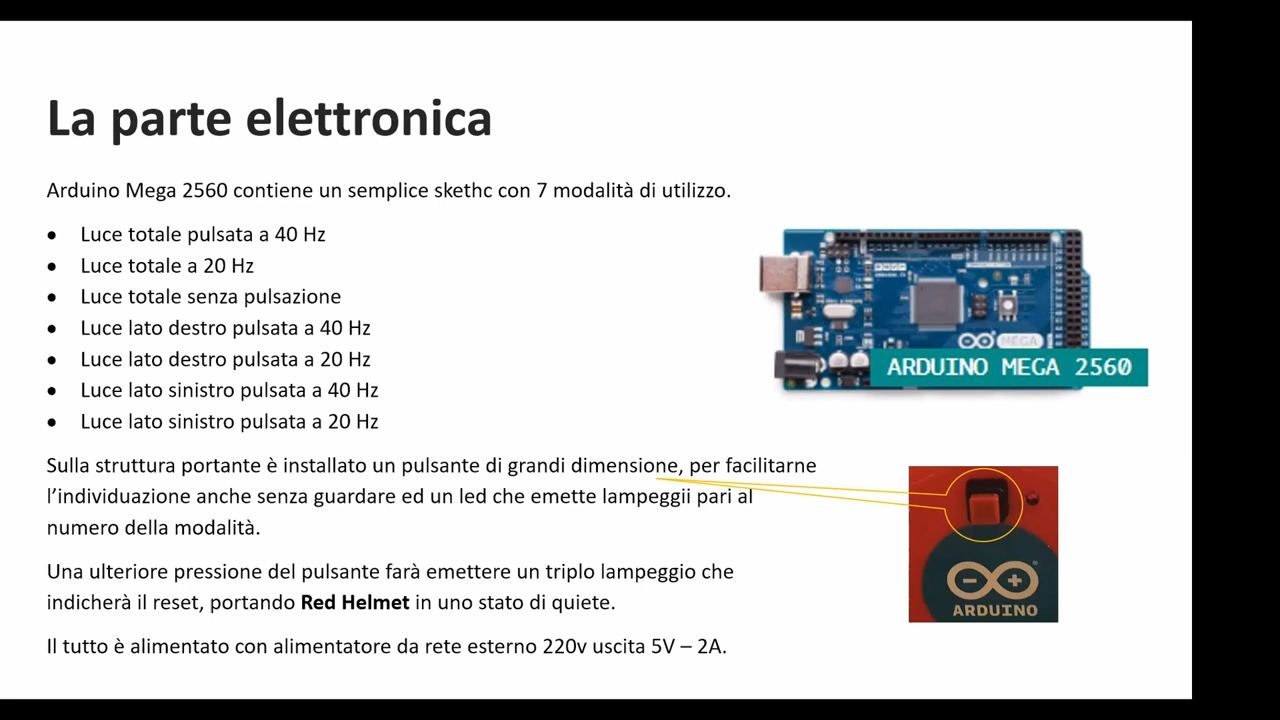 La parte elettronica
Arduino Mega 2560 contiene un semplice skethc con 7 modalità di utilizzo.
• Luce totale pulsata a 40 Hz
• Luce totale a 20 Hz
• Luce totale senza pulsazione
• Luce lato destro pulsata a 40 Hz
• Luce lato destro pulsata a 20 Hz
• Luce lato sinistro pulsata a 40 Hz
• Luce lato sinistro pulsata a 20 Hz
MEGA
ARDUINO MEGA 2560
Sulla struttura portante è installato un pulsante di grandi dimensione, per facilitarne
l’individuazione anche senza guardare ed un led che emette lampeggii pari al
numero della modalità.
Una ulteriore pressione del pulsante farà emettere un triplo lampeggio che
indicherà il reset, portando Red Helmet in uno stato di quiete.
ARDUINO
Il tutto è alimentato con alimentatore da rete esterno 220v uscita 5V – 2A.